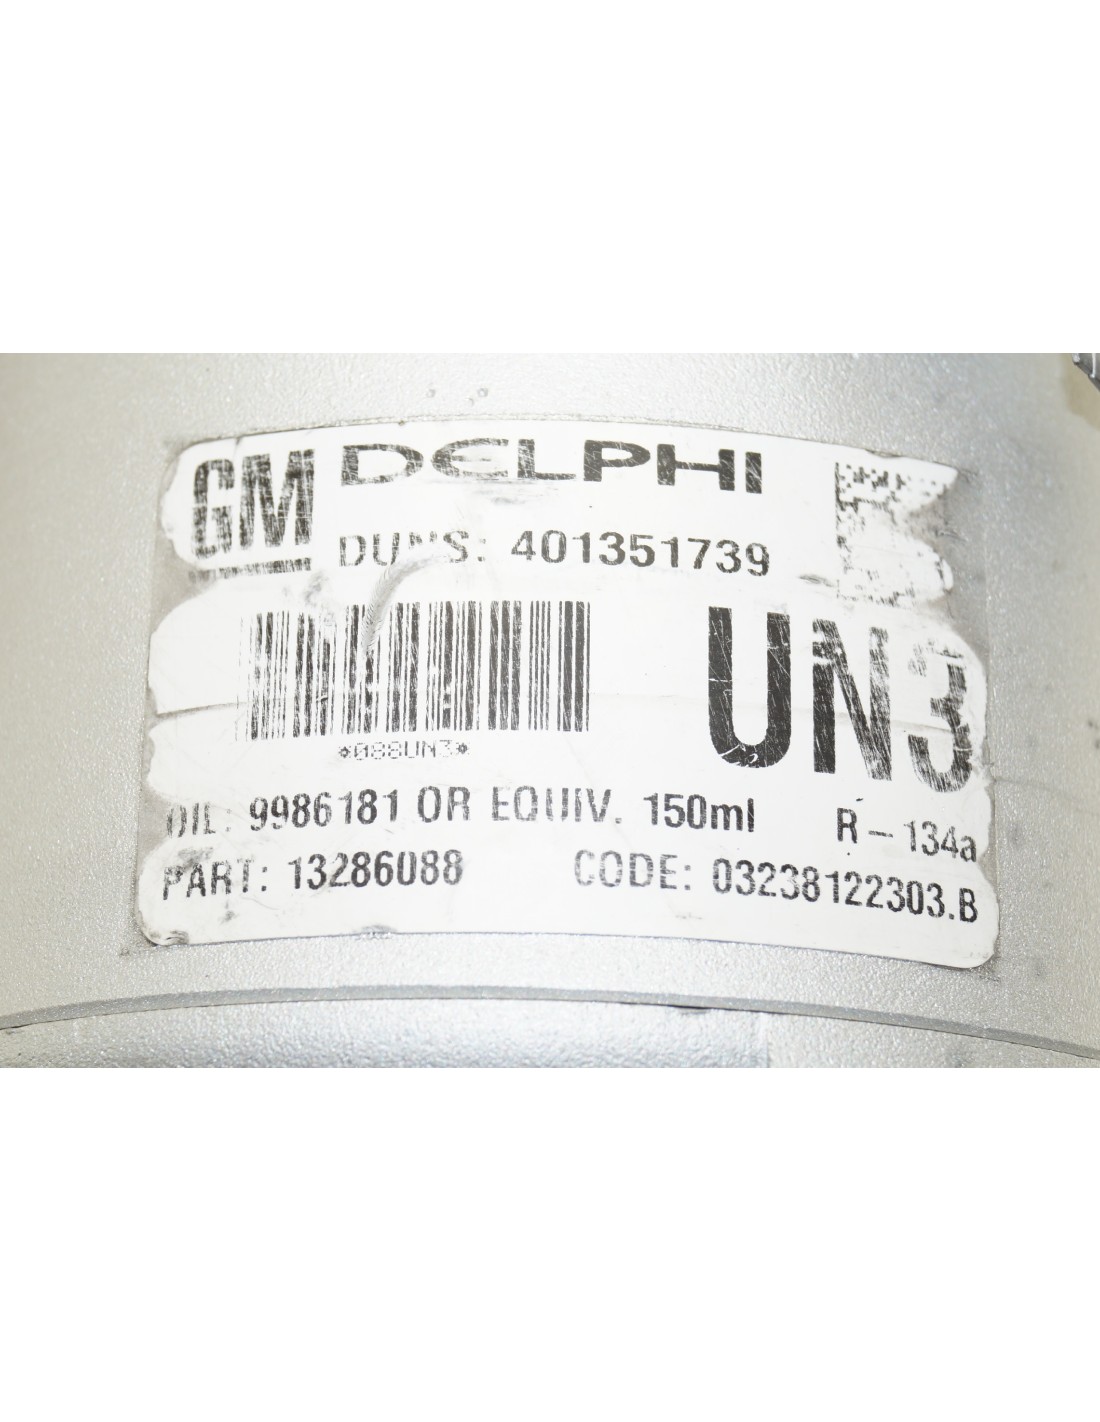 GM DELPHI
DUNS: 401351739
UN3
*088UN3*
OIL: 9986181 OR EQUIV. 150ml R-134a
PART: 13286088 CODE: 03238122303.B